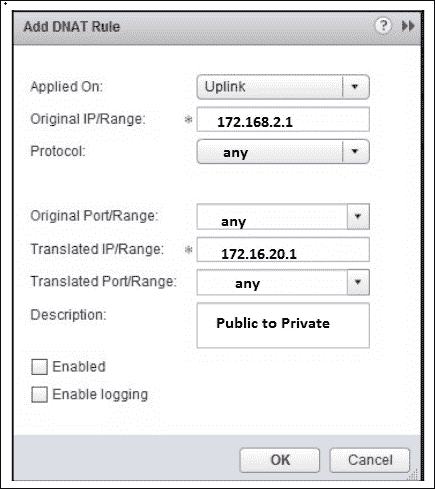 Add DNAT Rule ?
Applied On: Uplink
Original IP/Range: * 172.168.2.1
Protocol: any
Original Port/Range: any
Translated IP/Range: * 172.16.20.1
Translated Port/Range: any
Description: Public to Private
Enabled
Enable logging
OK Cancel